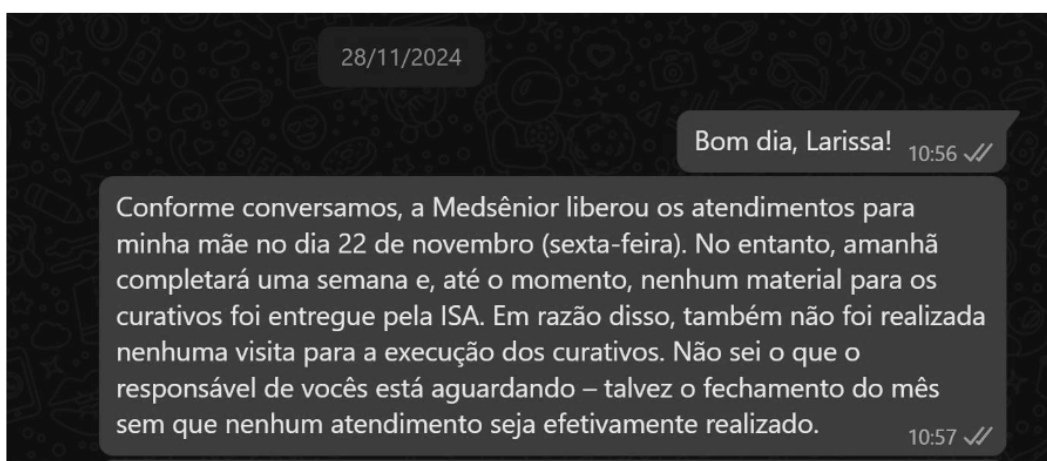 28/11/2024
Bom dia, Larissa! 10:56
Conforme conversamos, a Medsênior liberou os atendimentos para
minha mãe no dia 22 de novembro (sexta-feira). No entanto, amanhã
completará uma semana e, até o momento, nenhum material para os
curativos foi entregue pela ISA. Em razão disso, também não foi realizada
nenhuma visita para a execução dos curativos. Não sei o que o
responsável de vocês está aguardando – talvez o fechamento do mês
sem que nenhum atendimento seja efetivamente realizado. 10:57